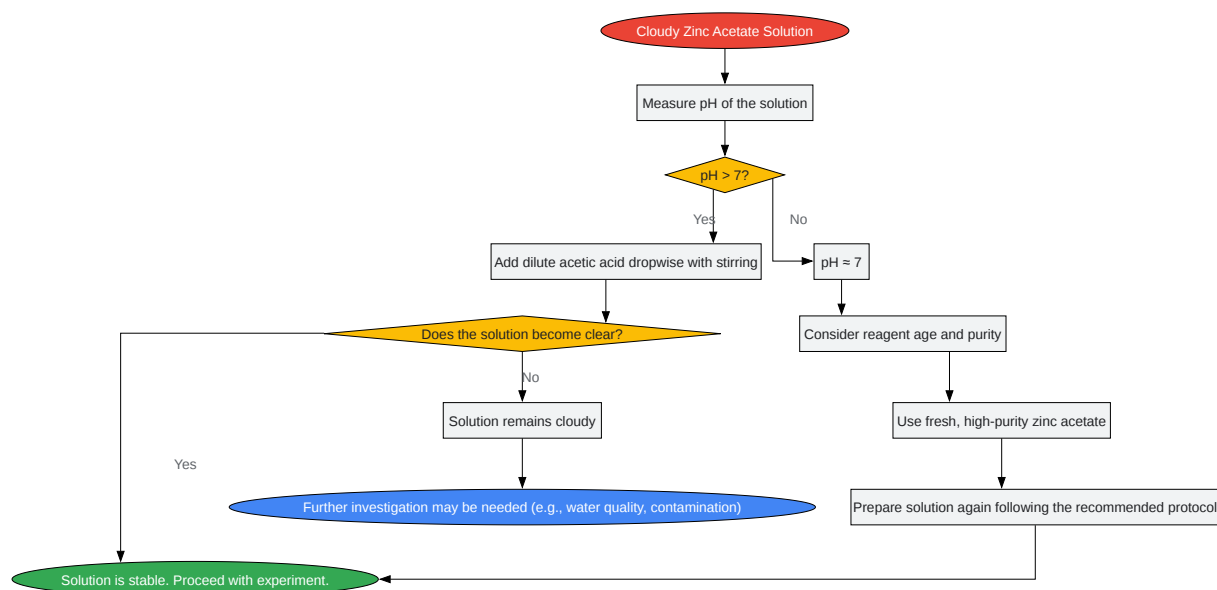 Cloudy Zinc Acetate Solution
Measure pH of the solution
pH > 7?
Yes
No
Add dilute acetic acid dropwise with stirring
pH ≈ 7
Does the solution become clear?
Consider reagent age and purity
No
Solution remains cloudy
Use fresh, high-purity zinc acetate
Yes
Further investigation may be needed (e.g., water quality, contamination)
Prepare solution again following the recommended protocol
Solution is stable. Proceed with experiment.